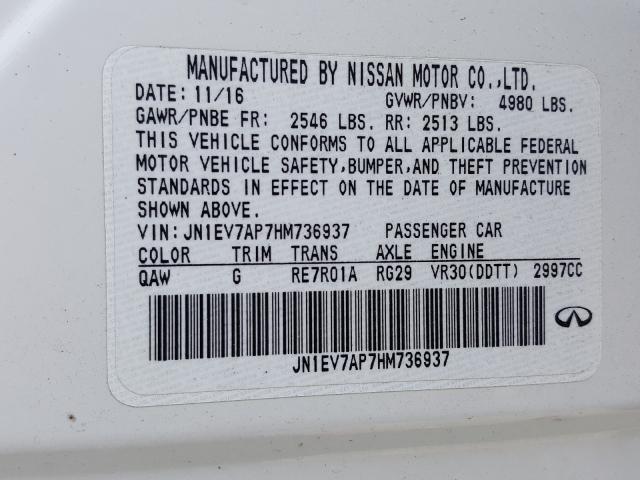 MANUFACTURED BY NISSAN MOTOR CO.,LTD.
DATE: 11/16 GVWR/PNBV: 4980 LBS.
GAWR/PNBE FR: 2546 LBS. RR: 2513 LBS.
THIS VEHICLE CONFORMS TO ALL APPLICABLE FEDERAL
MOTOR VEHICLE SAFETY,BUMPER,AND THEFT PREVENTION
STANDARDS IN EFFECT ON THE DATE OF MANUFACTURE
SHOWN ABOVE.
VIN: JN1EV7AP7HM736937 PASSENGER CAR
COLOR TRIM TRANS AXLE ENGINE
QAW G RE7R01A RG29 VR30(DDTT) 2997CC
JN1EV7AP7HM736937